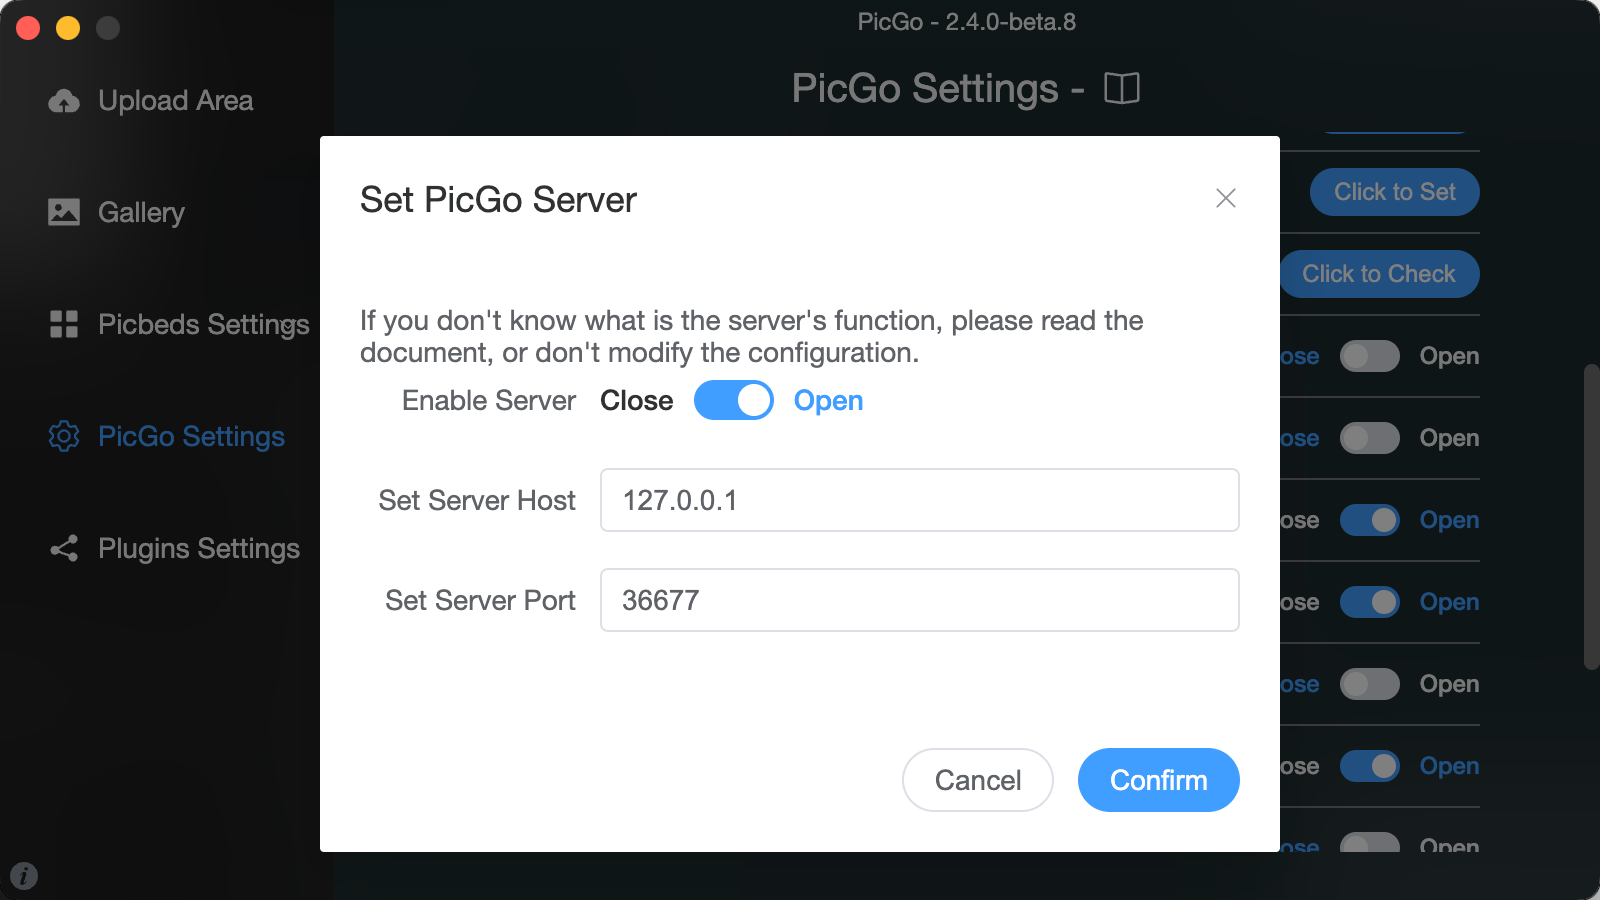 PicGo - 2.4.0-beta.8
PicGo Settings -
Upload Area
Gallery
Picbeds Settings
PicGo Settings
Plugins Settings
Set PicGo Server
If you don't know what is the server's function, please read the
document, or don't modify the configuration.
Enable Server Close Open
Set Server Host 127.0.0.1
Set Server Port 36677
Cancel Confirm
Click to Set
Click to Check
ose Open
ose Open
ose Open
ose Open
ose Open
ose Open
ose Open
i